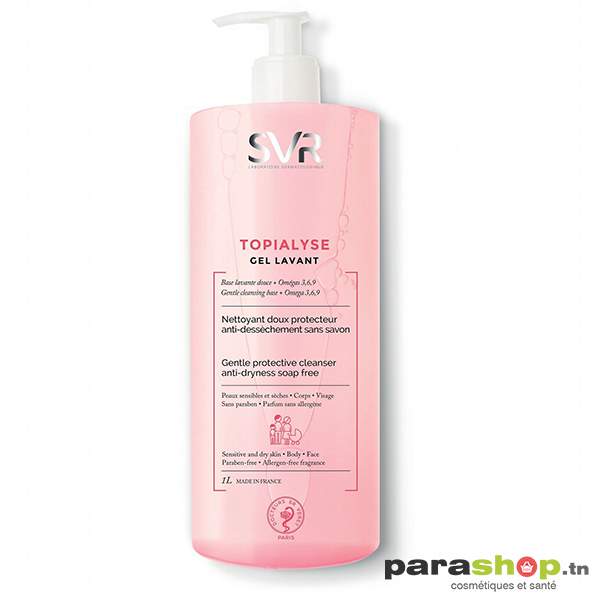 SVR
LABORATOIRE DERMATOLOGIQUE
TOPIALYSE
GEL LAVANT
Base lavante douce + Omégas 3,6,9
Gentle cleansing base + Omega 3,6,9
Nettoyant doux protecteur
anti-dessèchement sans savon
Gentle protective cleanser
anti-dryness soap free
Peaux sensibles et sèches • Corps • Visage
Sans paraben • Parfum sans allergène
Sensitive and dry skin • Body • Face
Paraben-free • Allergen-free fragrance
1L MADE IN FRANCE
DOCTEURS SR VERET
PARIS
parashop.tn
cosmétiques et santé